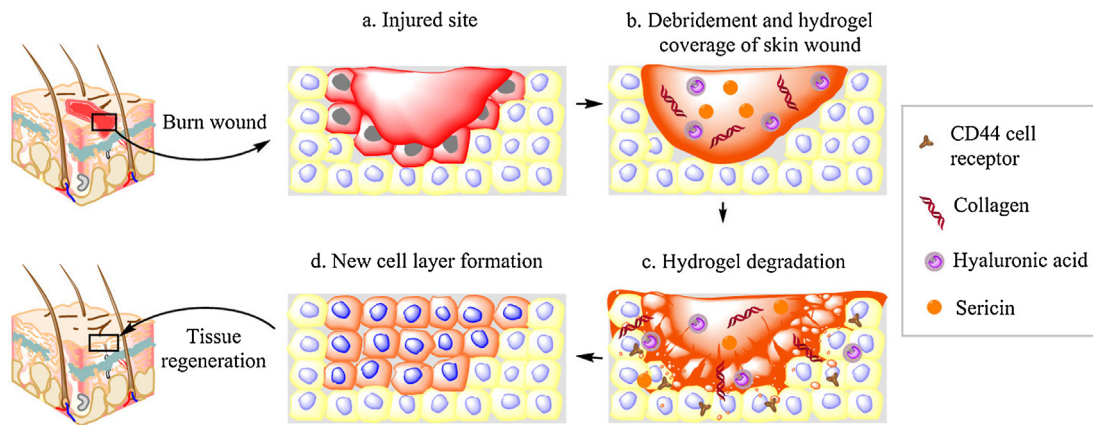 a. Injured site
b. Debridement and hydrogel
coverage of skin wound
Burn wound
CD44 cell
receptor
Collagen
Hyaluronic acid
Sericin
d. New cell layer formation
c. Hydrogel degradation
Tissue
regeneration